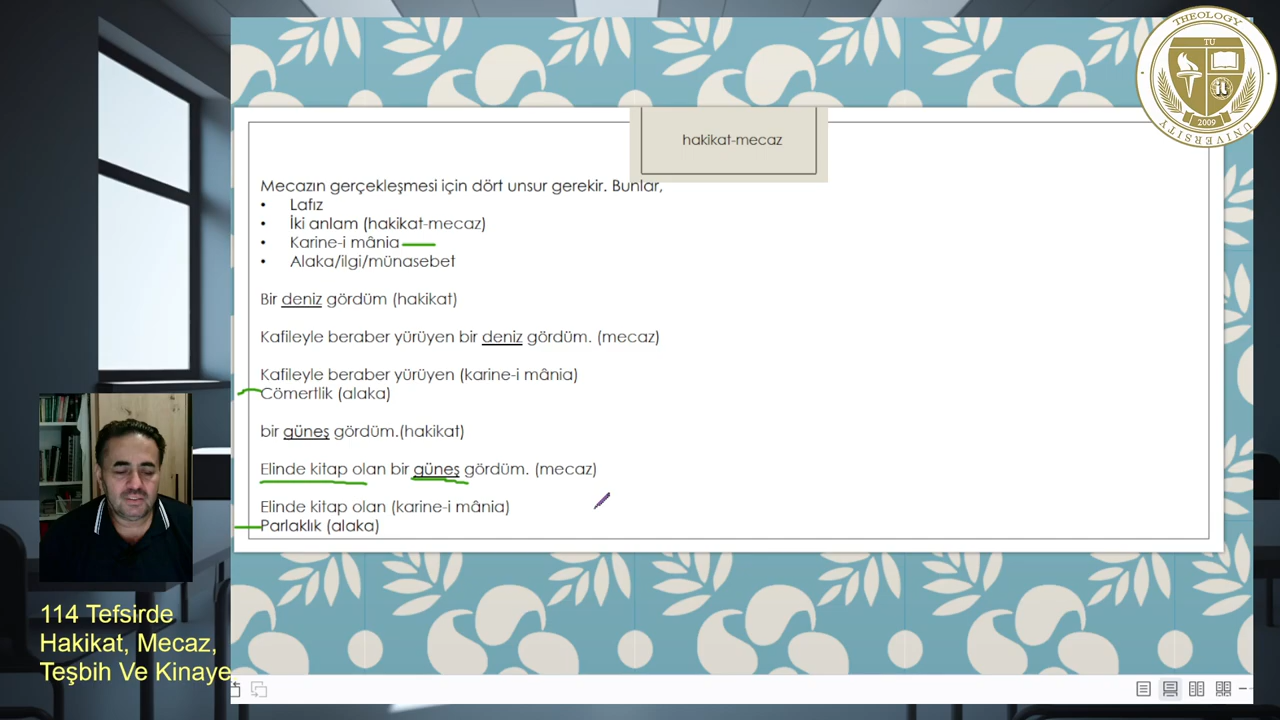 THEOLOGY
TU
2009
UNIVERSITY
hakikat-mecaz
Mecazın gerçekleşmesi için dört unsur gerekir. Bunlar,
• Lafız
• İki anlam (hakikat-mecaz)
• Karine-i mânia
• Alaka/ilgi/münasebet
Bir deniz gördüm (hakikat)
Kafileyle beraber yürüyen bir deniz gördüm. (mecaz)
Kafileyle beraber yürüyen (karine-i mânia)
Cömertlik (alaka)
bir güneş gördüm.(hakikat)
Elinde kitap olan bir güneş gördüm. (mecaz)
Elinde kitap olan (karine-i mânia)
Parlaklık (alaka)
114 Tefsirde
Hakikat, Mecaz,
Teşbih Ve Kinaye